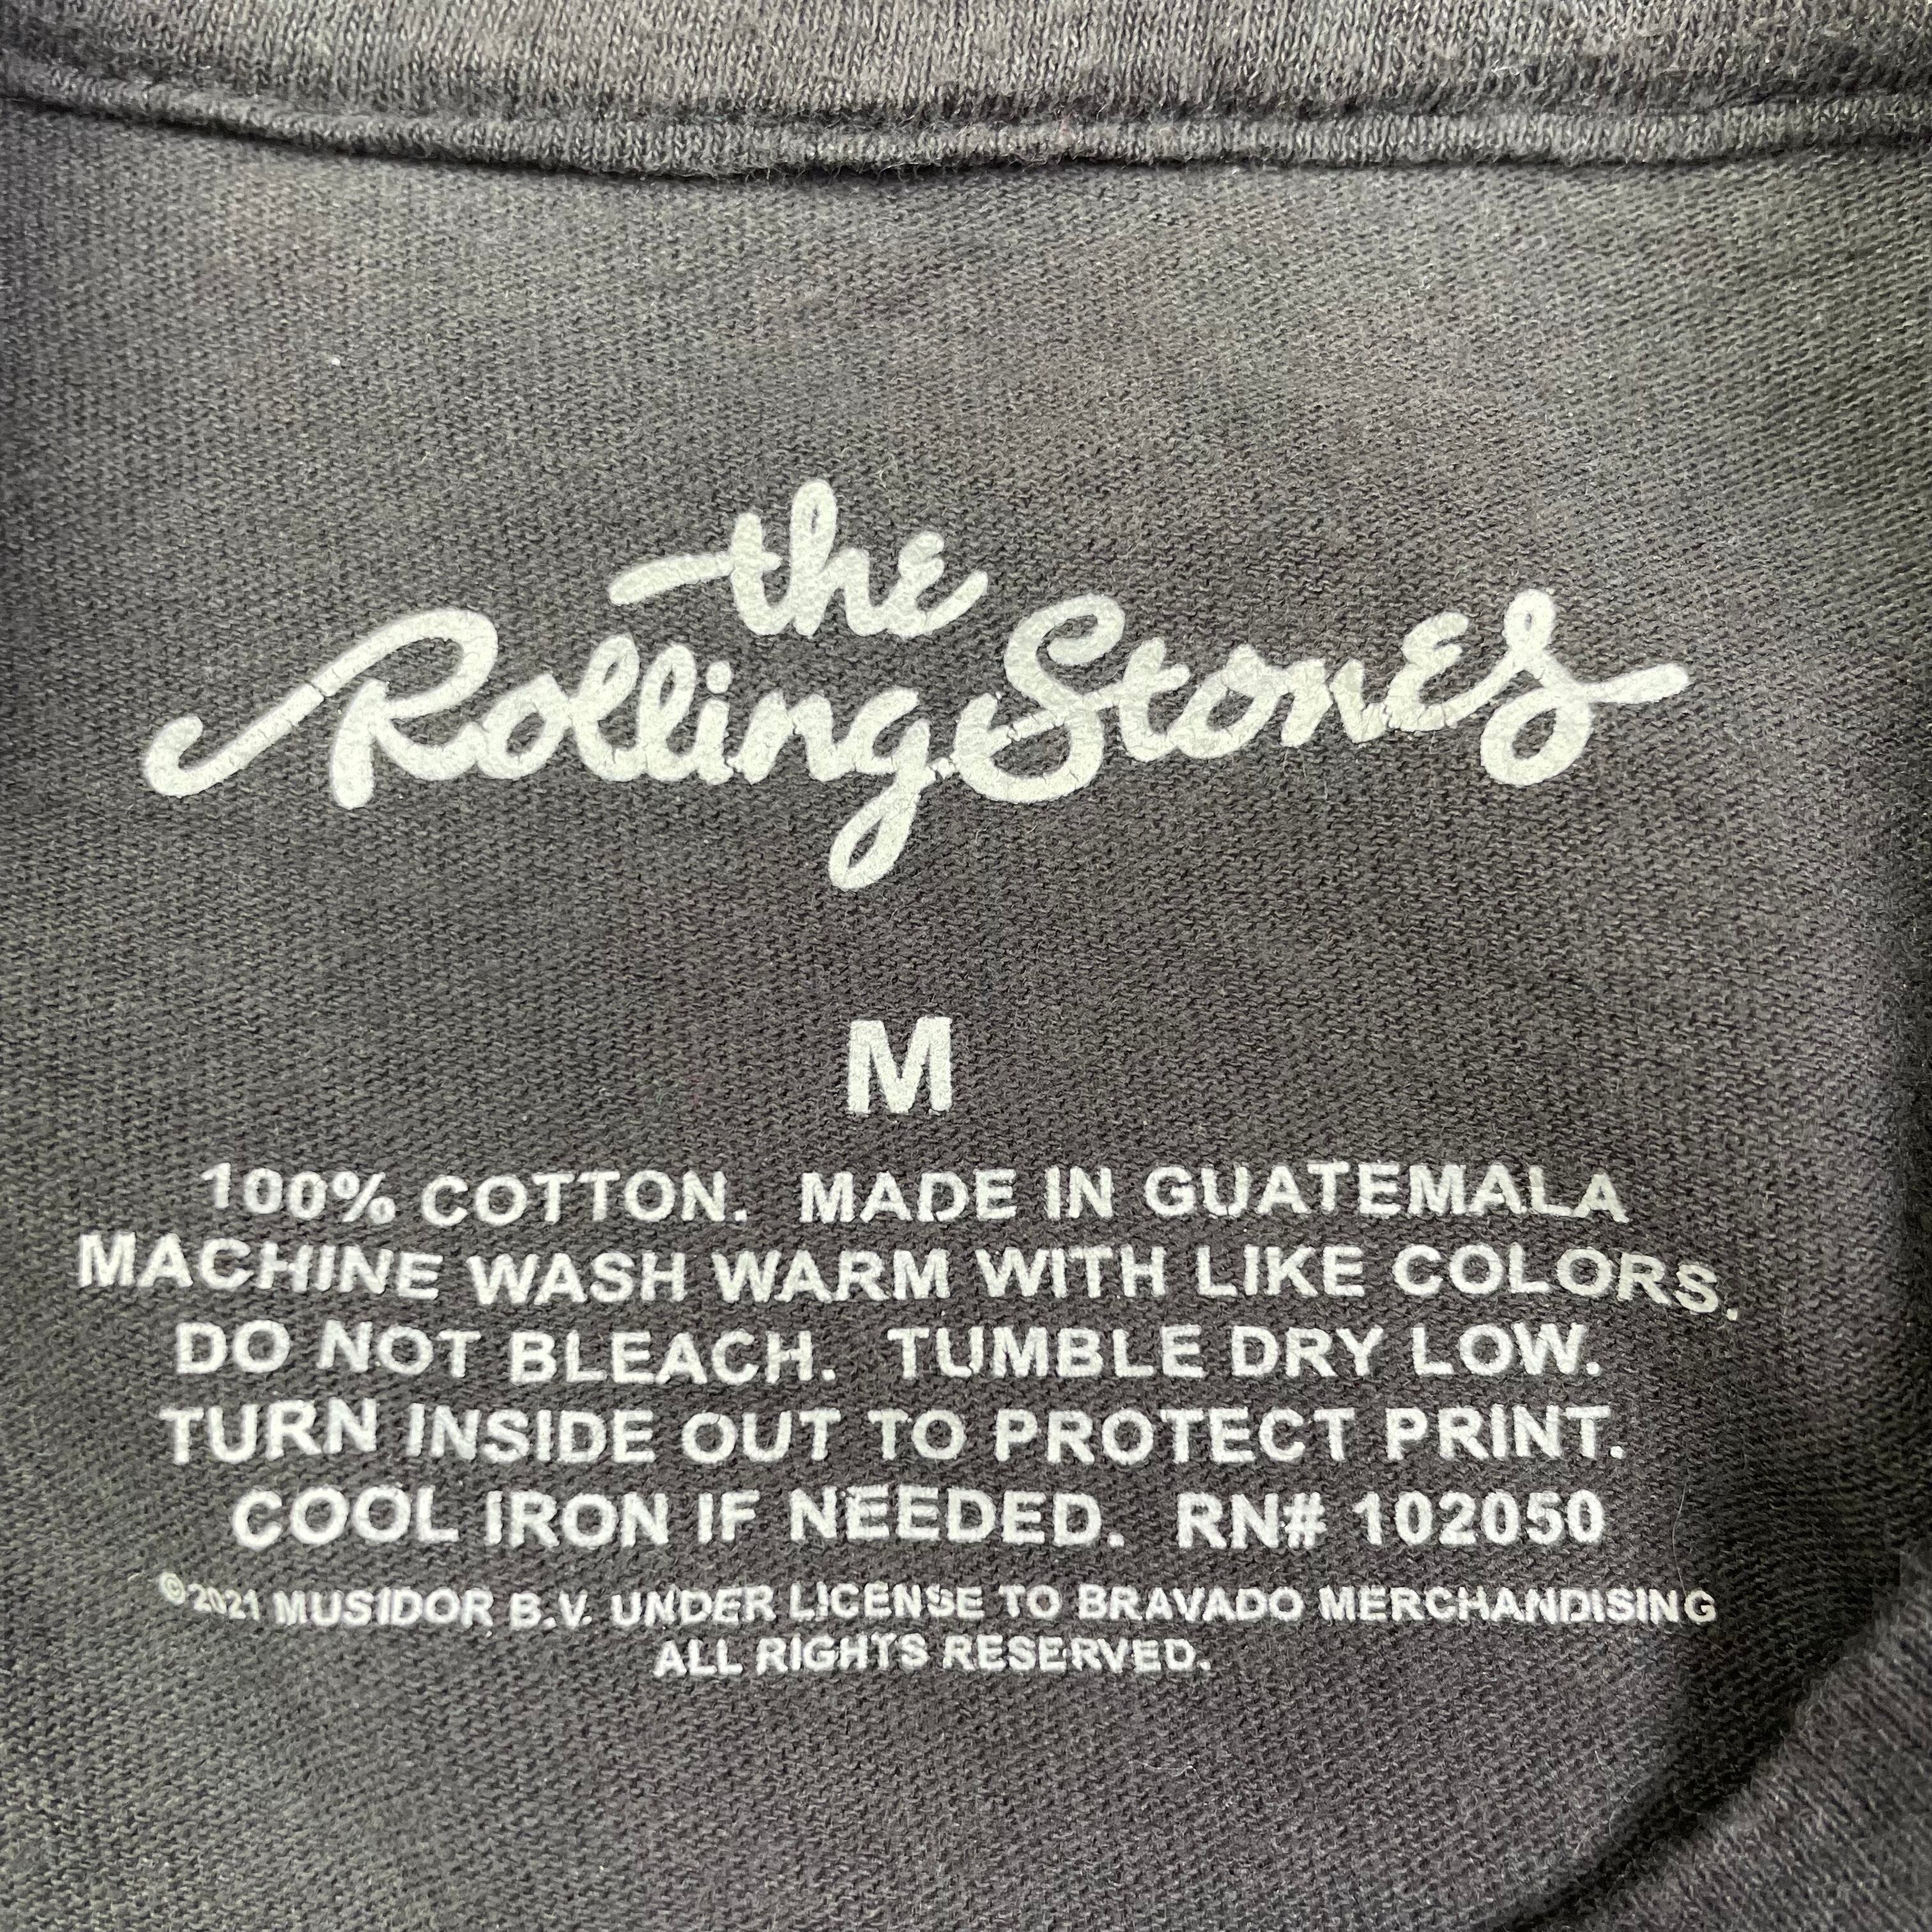 the
Rolling Stones
M
100% COTTON. MADE IN GUATEMALA
MACHINE WASH WARM WITH LIKE COLORS.
DO NOT BLEACH. TUMBLE DRY LOW.
TURN INSIDE OUT TO PROTECT PRINT.
COOL IRON IF NEEDED. RN# 102050
©2021 MUSIDOR B.V. UNDER LICENSE TO BRAVADO MERCHANDISING
ALL RIGHTS RESERVED.